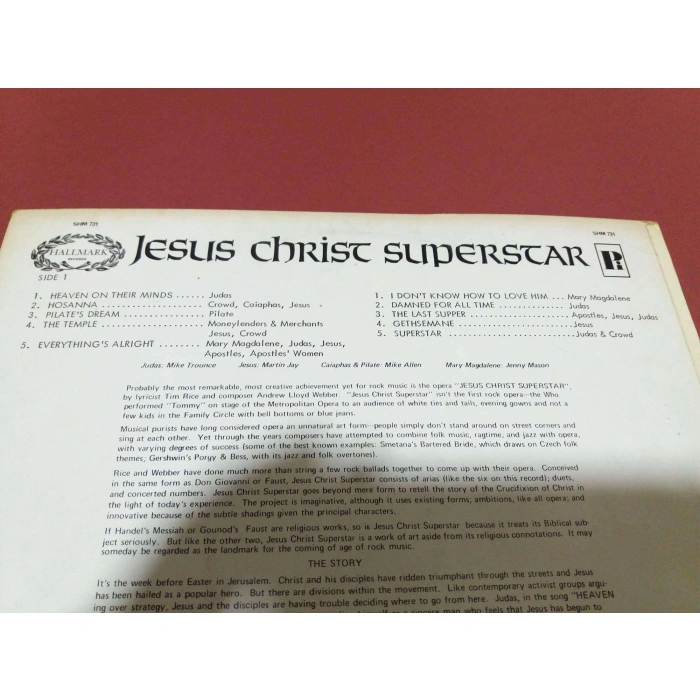 SHM 731
SHM 731
HALLMARK
RECORDS
JESUS CHRIST SUPERSTAR
SIDE 1
1. HEAVEN ON THEIR MINDS ...... Judas
2. HOSANNA .................. Crowd, Caiaphas, Jesus
3. PILATE'S DREAM .............. Pilate
4. THE TEMPLE .................. Moneylenders & Merchants
Jesus, Crowd
5. EVERYTHING'S ALRIGHT ........ Mary Magdalene, Judas, Jesus,
Apostles, Apostles' Women
1. I DON'T KNOW HOW TO LOVE HIM ... Mary Magdalene
2. DAMNED FOR ALL TIME .............. Judas
3. THE LAST SUPPER .................... Apostles, Jesus, Judas
4. GETHSEMANE ....................... Jesus
5. SUPERSTAR ........................ Judas & Crowd
Judas: Mike Trounce Jesus: Martin Jay Caiaphas & Pilate: Mike Allen Mary Magdalene: Jenny Mason
Probably the most remarkable, most creative achievement yet for rock music is the opera "JESUS CHRIST SUPERSTAR",
by lyricist Tim Rice and composer Andrew Lloyd Webber. "Jesus Christ Superstar" isn't the first rock opera—the Who
performed "Tommy" on stage of the Metropolitan Opera to an audience of white ties and tails, evening gowns and not a
few kids in the Family Circle with bell bottoms or blue jeans.
Musical purists have long considered opera an unnatural art form—people simply don't stand around on street corners and
sing at each other. Yet through the years composers have attempted to combine folk music, ragtime, and jazz with opera,
with varying degrees of success (some of the best known examples: Smetana's Bartered Bride, which draws on Czech folk
themes, Gershwin's Porgy & Bess, with its jazz and folk overtones).
Rice and Webber have done much more than string a few rock ballads together to come up with their opera. Conceived
in the same form as Don Giovanni or Faust, Jesus Christ Superstar consists of arias (like the six on this record); duets,
and concerted numbers. Jesus Christ Superstar goes beyond mere form to retell the story of the Crucifixion of Christ in
the light of today's experience. The project is imaginative, although it uses existing forms; ambitions, like all opera; and
innovative because of the subtle shadings given the principal characters.
If Handel's Messiah or Gounod's Faust are religious works, so is Jesus Christ Superstar because it treats its Biblical sub-
ject seriously. But like the other two, Jesus Christ Superstar is a work of art aside from its religious connotations. It may
someday be regarded as the landmark for the coming of age of rock music.
THE STORY
It's the week before Easter in Jerusalem. Christ and his disciples have ridden triumphant through the streets and Jesus
has been hailed as a popular hero. But there are divisions within the movement. Like contemporary activist groups argu-
ing over strategy, Jesus and the disciples are having trouble deciding where to go from here. Judas, in the song "HEAVEN
himself as a sincere man who feels that Jesus has begun to